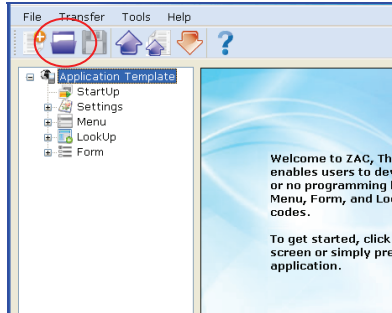 File Transfer Tools Help
Application Template
StartUp
Settings
Menu
LookUp
Form
Welcome to ZAC, Th
enables users to de
or no programming
Menu, Form, and Lo
codes.
To get started, click
screen or simply pre
application.